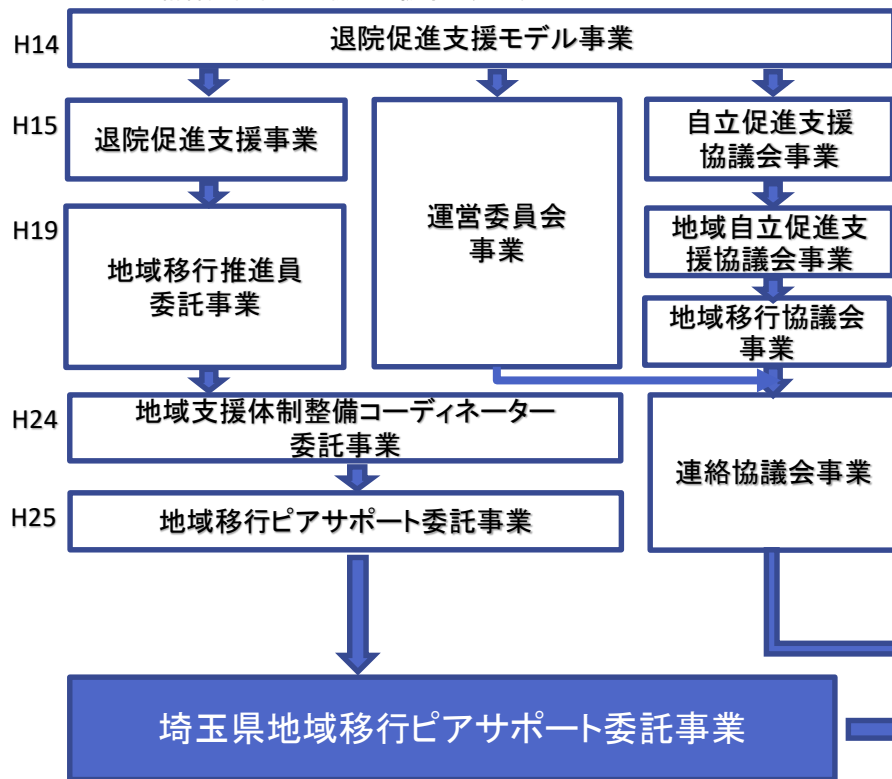 H14
退院促進支援モデル事業
H15
退院促進支援事業
自立促進支援
協議会事業
H19
地域移行推進員
委託事業
運営委員会
事業
地域自立促進支
援協議会事業
地域移行協議会
事業
H24
地域支援体制整備コーディネーター
委託事業
連絡協議会事業
H25
地域移行ピアサポート委託事業
埼玉県地域移行ピアサポート委託事業